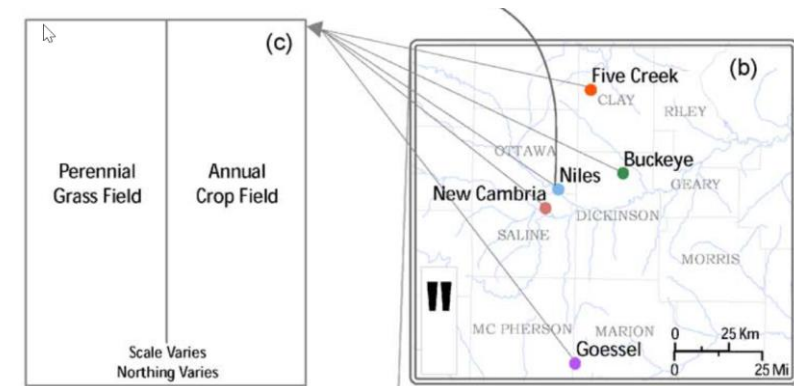 (c)
Perennial
Grass Field
Annual
Crop Field
Scale Varies
Northing Varies
(b)
Five Creek
CLAY
RILEY
OTTAWA
Buckeye
Niles
GEARY
New Cambria
DICKINSON
SALINE
MORRIS
MC PHERSON
MARION
0 25 Km
Goessel
0 25 Mi